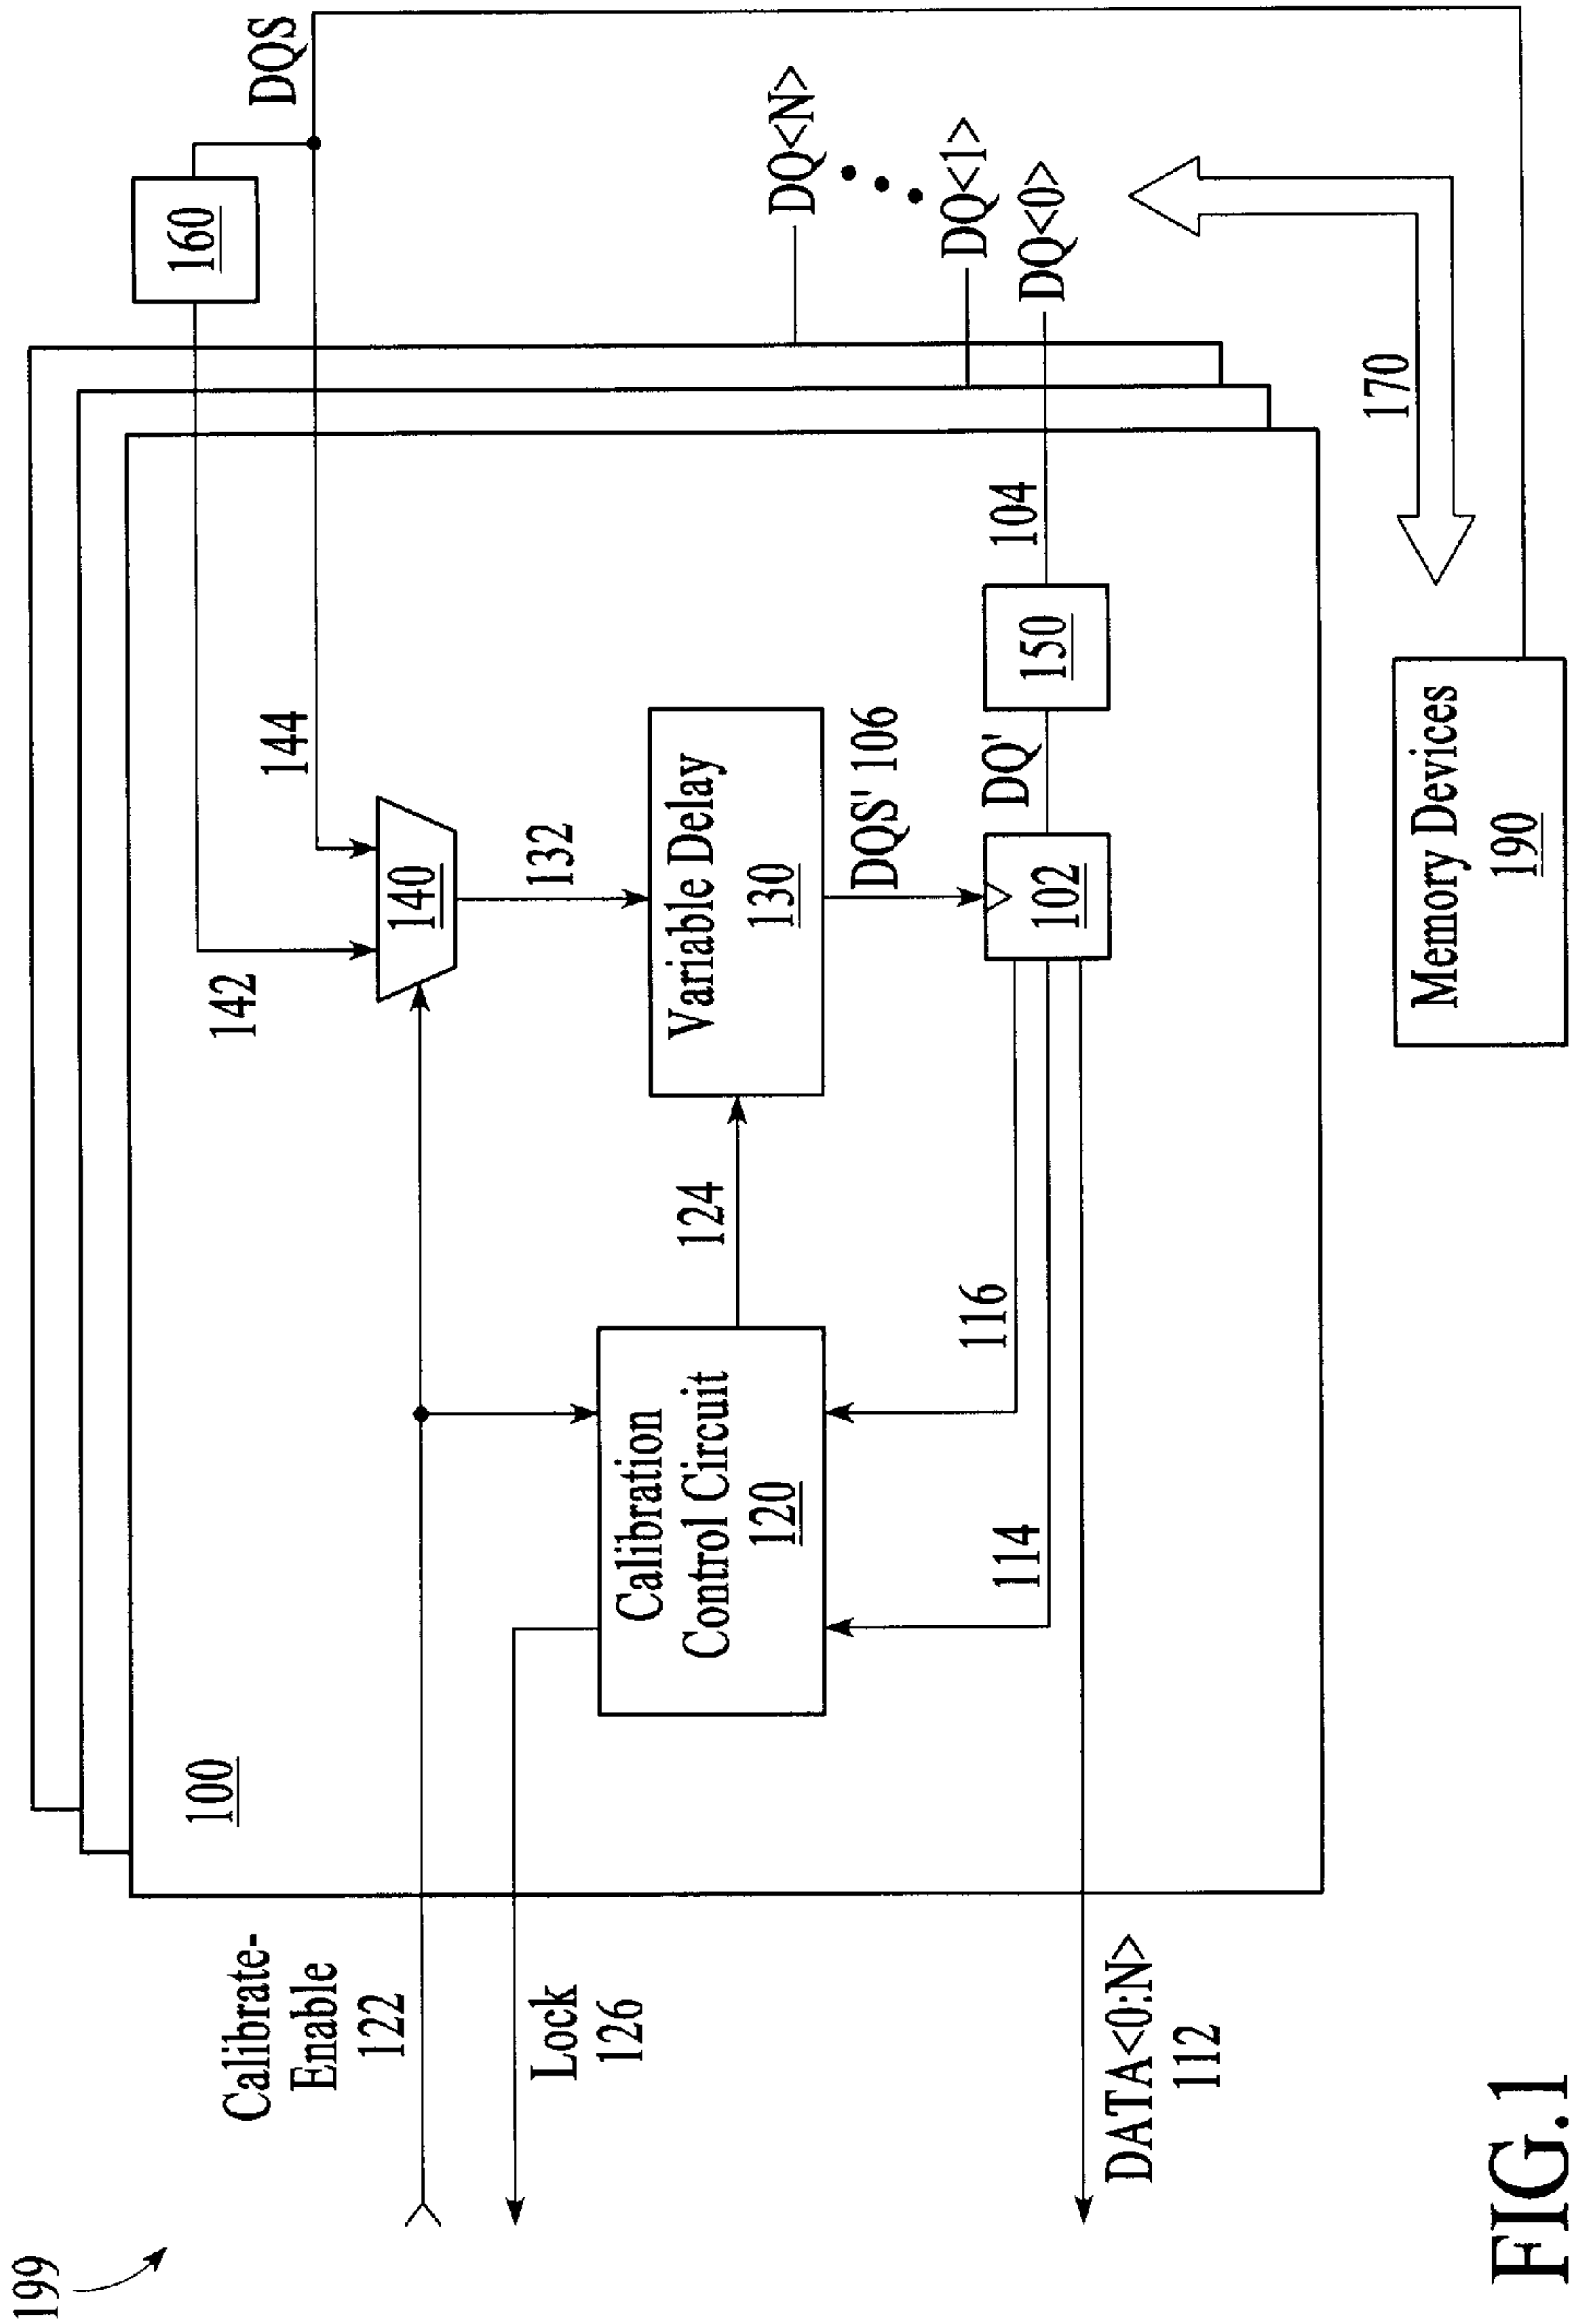 199
100
Calibrate-
Enable
122
Lock
126
DATA<0:N>
112
142
144
160
DQS
140
132
Calibration
Control Circuit
120
124
Variable Delay
130
DQS' 106
116
114
102
DQ'
150
104
DQ<N>
DQ<1>
DQ<0>
170
Memory Devices
190
FIG.1